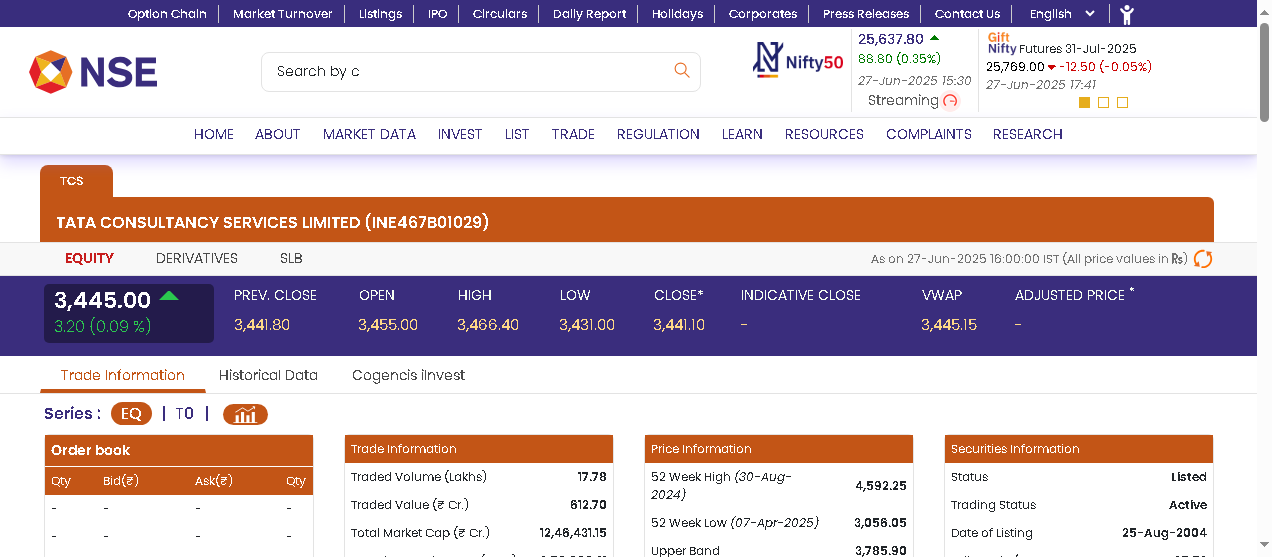 Option Chain Market Turnover Listings IPO Circulars Daily Report Holidays Corporates Press Releases Contact Us English
NSE
Search by c
Nifty50
25,637.80
88.80 (0.35%)
27-Jun-2025 15:30
Streaming
Gift Nifty Futures 31-Jul-2025
25,769.00 -12.50 (-0.05%)
27-Jun-2025 17:41
HOME ABOUT MARKET DATA INVEST LIST TRADE REGULATION LEARN RESOURCES COMPLAINTS RESEARCH
TCS
TATA CONSULTANCY SERVICES LIMITED (INE467B01029)
EQUITY DERIVATIVES SLB As on 27-Jun-2025 16:00:00 IST (All price values in ₨)
3,445.00
3.20 (0.09 %)
PREV. CLOSE OPEN HIGH LOW CLOSE* INDICATIVE CLOSE VWAP ADJUSTED PRICE *
3,441.80 3,455.00 3,466.40 3,431.00 3,441.10 - 3,445.15 -
Trade Information Historical Data Cogencis iInvest
Series : EQ | T0 |
Order book
Qty Bid(₹) Ask(₹) Qty
- - - -
- - - -
Trade Information
Traded Volume (Lakhs) 17.78
Traded Value (₹ Cr.) 612.70
Total Market Cap (₹ Cr.) 12,46,431.15
Price Information
52 Week High (30-Aug-
2024) 4,592.25
52 Week Low (07-Apr-2025) 3,056.05
Upper Band 3,785.90
Securities Information
Status Listed
Trading Status Active
Date of Listing 25-Aug-2004